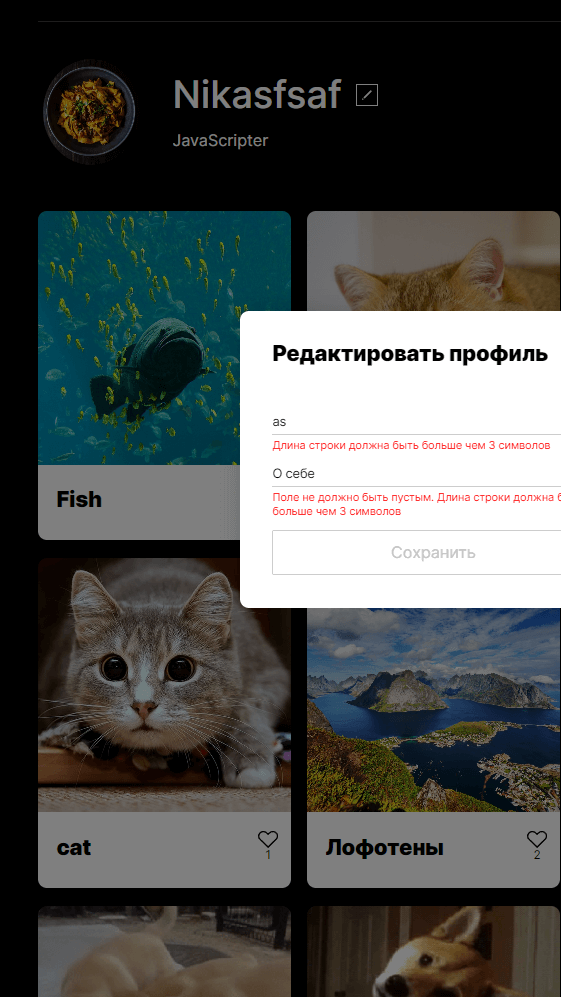 Nikasfsaf
JavaScripter
Редактировать профиль
as
Длина строки должна быть больше чем 3 символов
О себе
Поле не должно быть пустым. Длина строки должна
больше чем 3 символов
Сохранить
Fish
cat
1
Лофотены
2